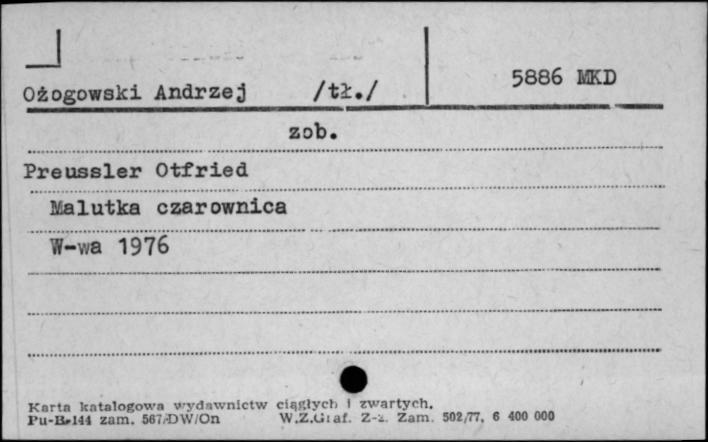 Ożogowski Andrzej /tł./ 5886 MKD
zob.
Preussler Otfried
Malutka czarownica
W-wa 1976
Karta katalogowa wydawnictw ciągłych i zwartych.
Pu-B-144 zam. 567/DW/On W.Z.Graf. Z-z. Zam. 502/77. 6 400 000